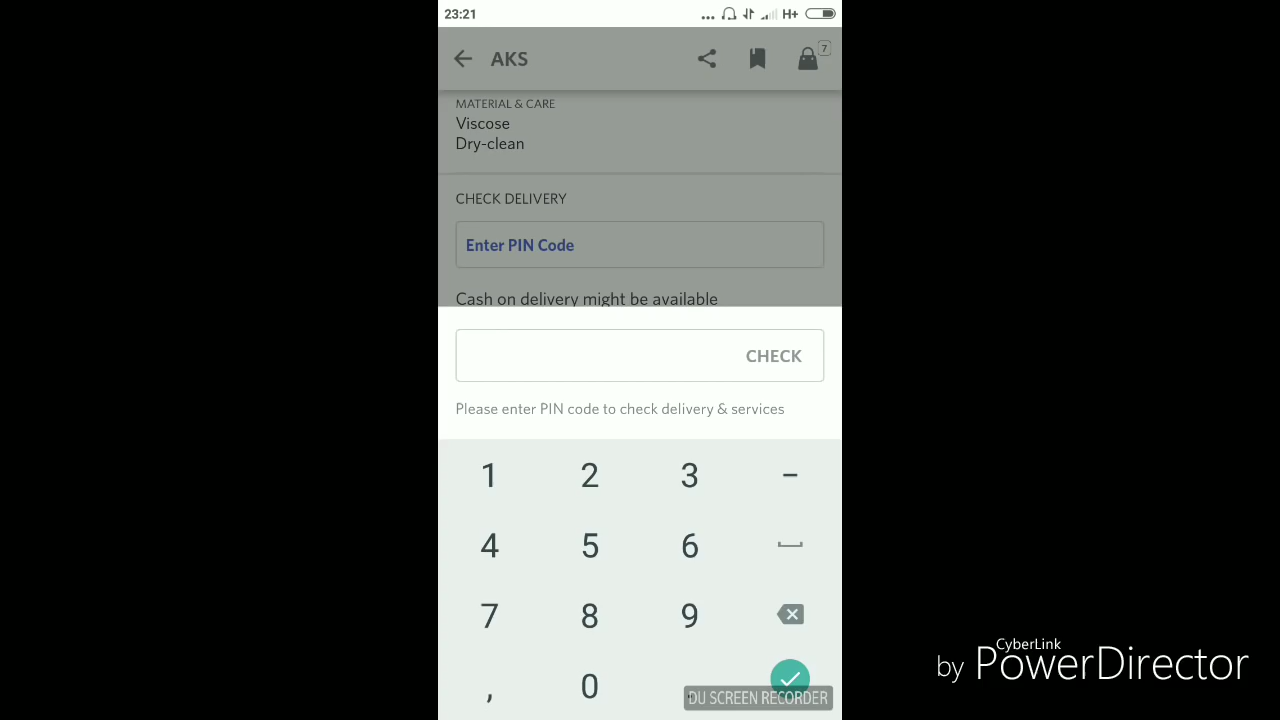 23:21
... H+
AKS
7
MATERIAL & CARE
Viscose
Dry-clean
CHECK DELIVERY
Enter PIN Code
Cash on delivery might be available
CHECK
Please enter PIN code to check delivery & services
1 2 3 -
4 5 6
7 8 9
, 0 .
DU SCREEN RECORDER
CyberLink
by PowerDirector